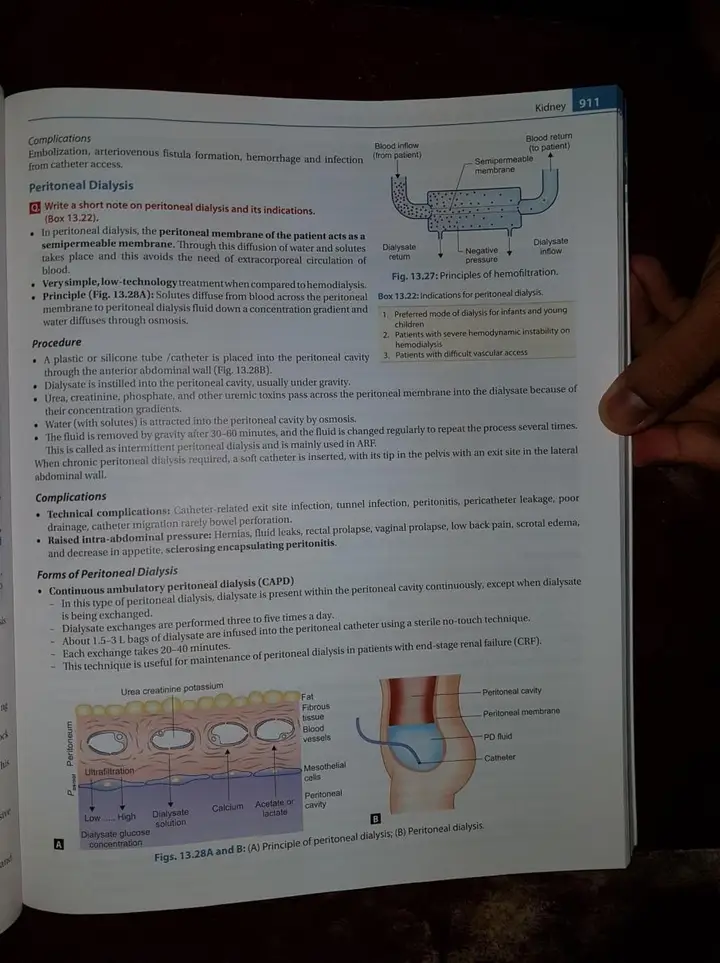 Kidney 911
Complications
Embolization, arteriovenous fistula formation, hemorrhage and infection
from catheter access.
Peritoneal Dialysis
Q. Write a short note on peritoneal dialysis and its indications.
(Box 13.22).
• In peritoneal dialysis, the peritoneal membrane of the patient acts as a
semipermeable membrane. Through this diffusion of water and solutes
takes place and this avoids the need of extracorporeal circulation of
blood.
• Very simple, low-technology treatment when compared to hemodialysis.
• Principle (Fig. 13.28A): Solutes diffuse from blood across the peritoneal
membrane to peritoneal dialysis fluid down a concentration gradient and
water diffuses through osmosis.
Blood inflow
(from patient)
Blood return
(to patient)
Semipermeable
membrane
Dialysate
return
Negative
pressure
Dialysate
inflow
Fig. 13.27: Principles of hemofiltration.
Box 13.22: Indications for peritoneal dialysis.
1. Preferred mode of dialysis for infants and young
children
2. Patients with severe hemodynamic instability on
hemodialysis
3. Patients with difficult vascular access
Procedure
• A plastic or silicone tube /catheter is placed into the peritoneal cavity
through the anterior abdominal wall (Fig. 13.28B).
• Dialysate is instilled into the peritoneal cavity, usually under gravity.
• Urea, creatinine, phosphate, and other uremic toxins pass across the peritoneal membrane into the dialysate because of
their concentration gradients.
• Water (with solutes) is attracted into the peritoneal cavity by osmosis.
• The fluid is removed by gravity after 30–60 minutes, and the fluid is changed regularly to repeat the process several times.
This is called as intermittent peritoneal dialysis and is mainly used in ARF.
When chronic peritoneal dialysis required, a soft catheter is inserted, with its tip in the pelvis with an exit site in the lateral
abdominal wall.
Complications
• Technical complications: Catheter-related exit site infection, tunnel infection, peritonitis, pericatheter leakage, poor
drainage, catheter migration rarely bowel perforation.
• Raised intra-abdominal pressure: Hernias, fluid leaks, rectal prolapse, vaginal prolapse, low back pain, scrotal edema,
and decrease in appetite, sclerosing encapsulating peritonitis.
Forms of Peritoneal Dialysis
• Continuous ambulatory peritoneal dialysis (CAPD)
– In this type of peritoneal dialysis, dialysate is present within the peritoneal cavity continuously, except when dialysate
is being exchanged.
– Dialysate exchanges are performed three to five times a day.
– About 1.5–3 L bags of dialysate are infused into the peritoneal catheter using a sterile no-touch technique.
– Each exchange takes 20–40 minutes.
– This technique is useful for maintenance of peritoneal dialysis in patients with end-stage renal failure (CRF).
Urea creatinine potassium
Fat
Fibrous
tissue
Blood
vessels
Mesothelial
cells
Peritoneal
cavity
Peritoneum
Ultrafiltration
Low ..... High
Dialysate glucose
concentration
Dialysate
solution
Calcium
Acetate or
lactate
A
Peritoneal cavity
Peritoneal membrane
PD fluid
Catheter
B
Figs. 13.28A and B: (A) Principle of peritoneal dialysis; (B) Peritoneal dialysis.